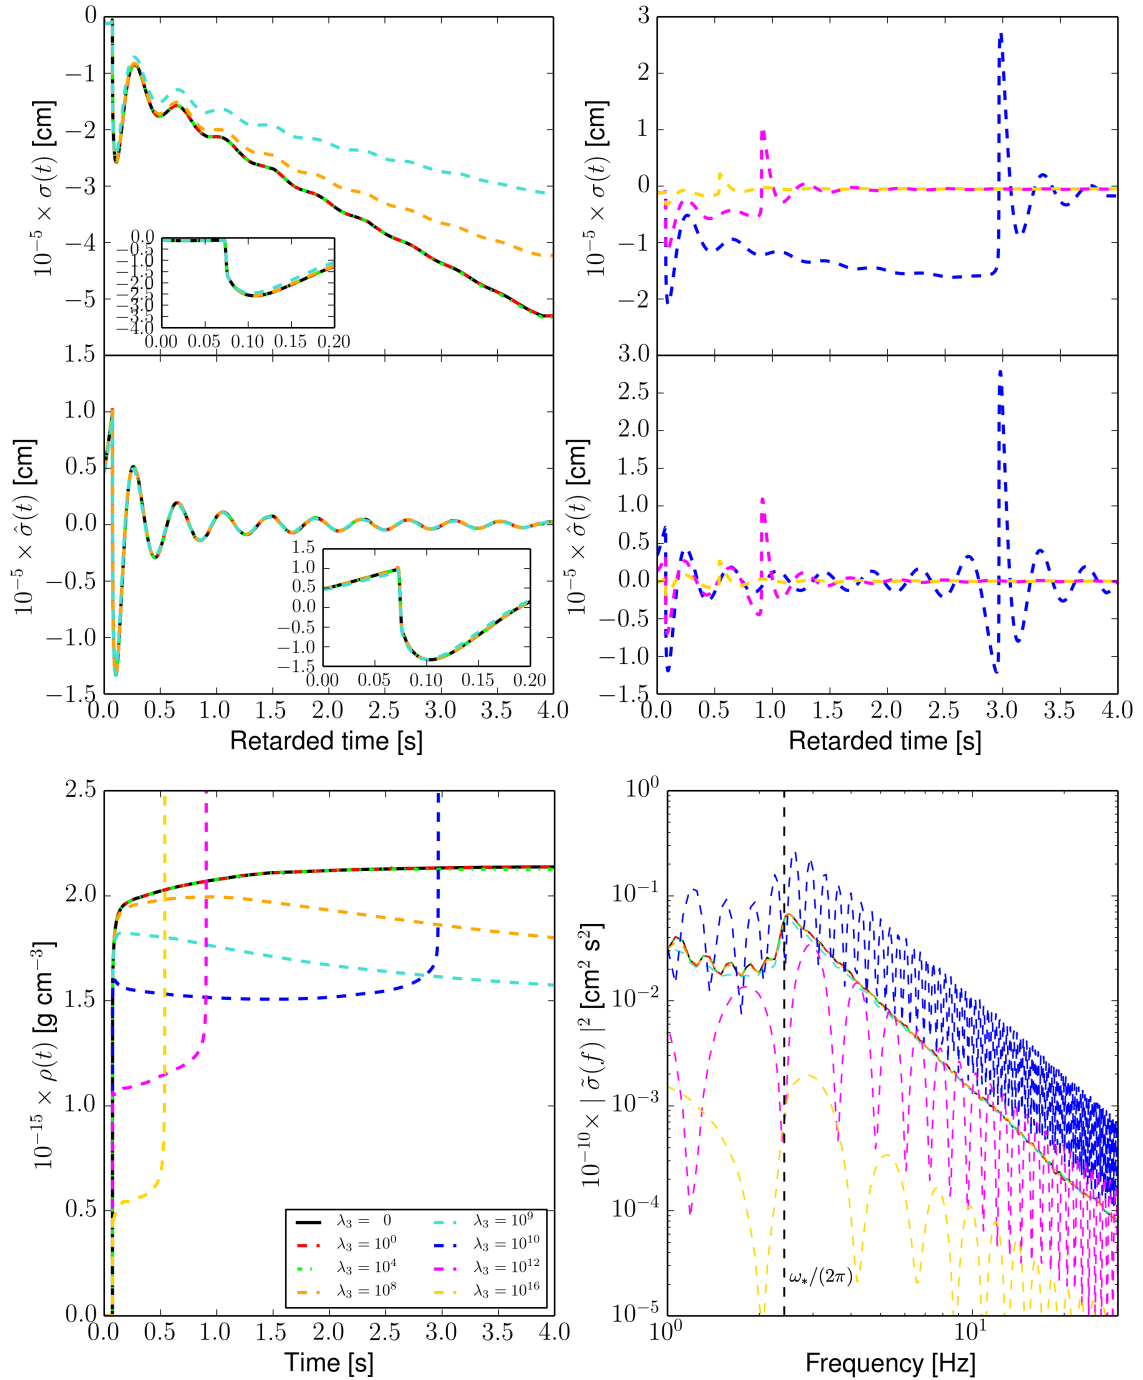 10⁻⁵ × σ(t) [cm]
0
−1
−2
−3
−4
−5
0.0
−0.5
−1.0
−1.5
−2.0
−2.5
−3.0
−3.5
−4.0
0.00 0.05 0.10 0.15 0.20
10⁻⁵ × σ(t) [cm]
3
2
1
0
−1
−2
10⁻⁵ × σ̂(t) [cm]
1.5
1.0
0.5
0.0
−0.5
−1.0
−1.5
1.5
1.0
0.5
0.0
−0.5
−1.0
−1.5
0.00 0.05 0.10 0.15 0.20
0.0 0.5 1.0 1.5 2.0 2.5 3.0 3.5 4.0
Retarded time [s]
10⁻⁵ × σ̂(t) [cm]
3.0
2.5
2.0
1.5
1.0
0.5
0.0
−0.5
−1.0
−1.5
0.0 0.5 1.0 1.5 2.0 2.5 3.0 3.5 4.0
Retarded time [s]
10⁻¹⁵ × ρ(t) [g cm⁻³]
2.5
2.0
1.5
1.0
0.5
0.0
λ₃ = 0
λ₃ = 10⁰
λ₃ = 10⁴
λ₃ = 10⁸
λ₃ = 10⁹
λ₃ = 10¹⁰
λ₃ = 10¹²
λ₃ = 10¹⁶
0.0 0.5 1.0 1.5 2.0 2.5 3.0 3.5 4.0
Time [s]
10⁻¹⁰× | σ̃(f) |² [cm² s²]
10⁰
10⁻¹
10⁻²
10⁻³
10⁻⁴
10⁻⁵
ω*/(2π)
10⁰ 10¹
Frequency [Hz]